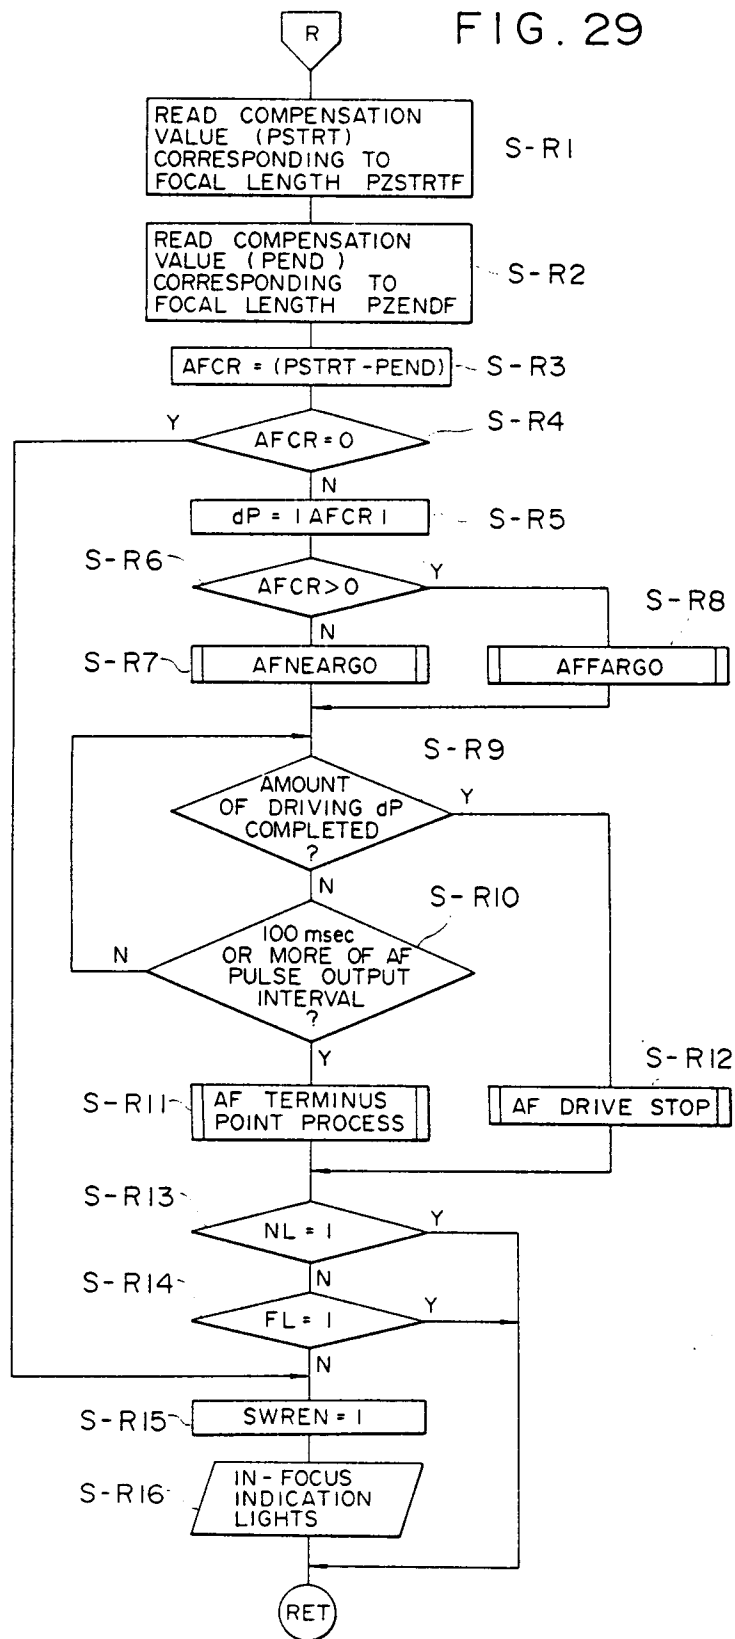 FIG. 29
R
READ COMPENSATION
VALUE (PSTRT)
CORRESPONDING TO
FOCAL LENGTH PZSTRTF
S-R1
READ COMPENSATION
VALUE (PEND)
CORRESPONDING TO
FOCAL LENGTH PZENDF
S-R2
AFCR = (PSTRT-PEND)
S-R3
Y
AFCR = 0
S-R4
N
dP = |AFCR|
S-R5
S-R6
AFCR>0
Y
N
S-R8
S-R7
AFNEARGO
AFFARGO
S-R9
AMOUNT
OF DRIVING dP
COMPLETED
?
Y
N
S-R10
100 msec
OR MORE OF AF
PULSE OUTPUT
INTERVAL
?
N
Y
S-R12
S-R11
AF TERMINUS
POINT PROCESS
AF DRIVE STOP
S-R13
NL = 1
Y
N
S-R14
FL = 1
Y
N
S-R15
SWREN = 1
S-R16
IN-FOCUS
INDICATION
LIGHTS
RET